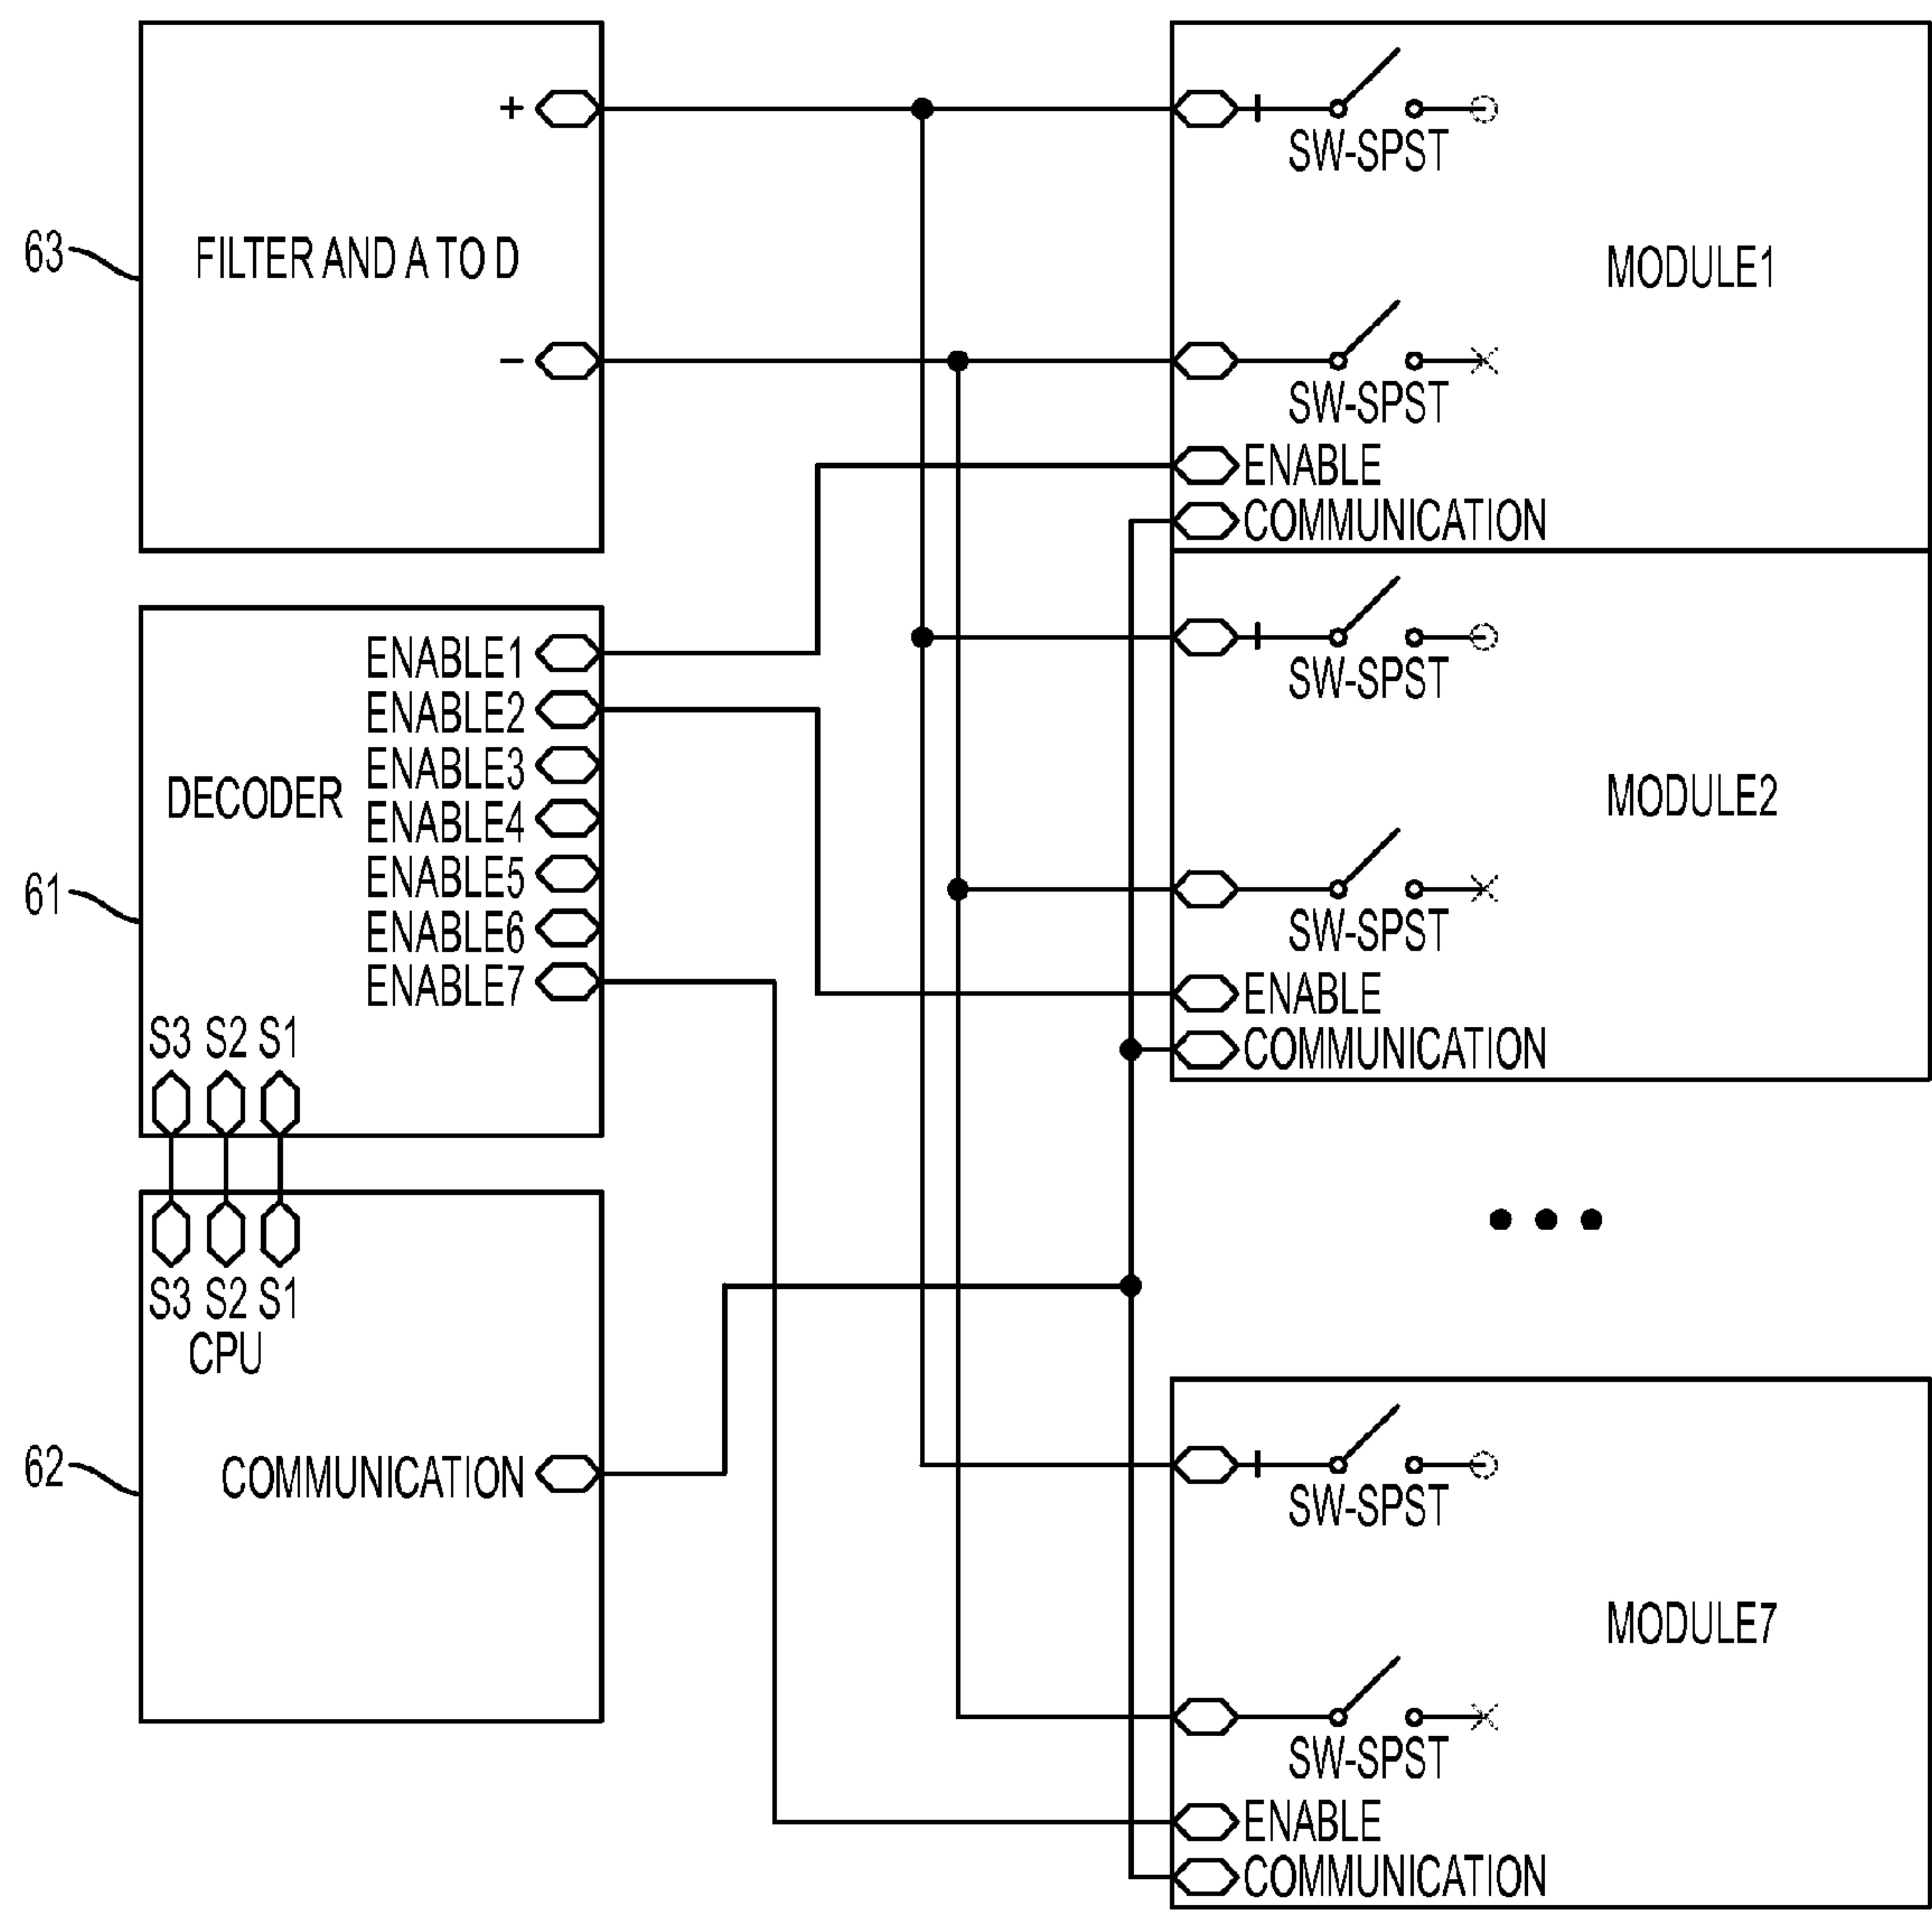 63
+
FILTER AND A TO D
−
61
DECODER
ENABLE1
ENABLE2
ENABLE3
ENABLE4
ENABLE5
ENABLE6
ENABLE7
S3 S2 S1
S3 S2 S1
CPU
62
COMMUNICATION
SW-SPST
MODULE1
SW-SPST
ENABLE
COMMUNICATION
SW-SPST
MODULE2
SW-SPST
ENABLE
COMMUNICATION
SW-SPST
MODULE7
SW-SPST
ENABLE
COMMUNICATION